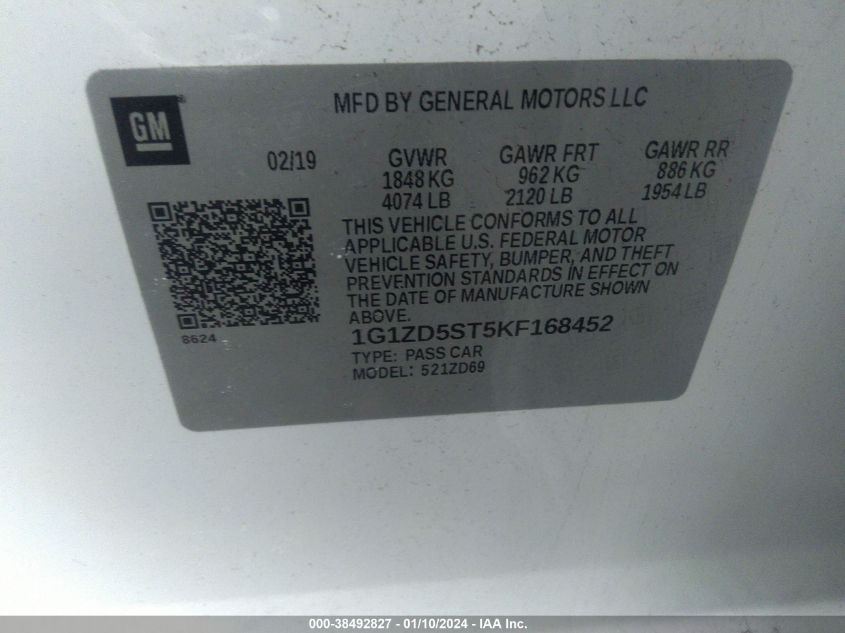 MFD BY GENERAL MOTORS LLC
GM®
02/19
GVWR GAWR FRT GAWR RR
1848 KG 962 KG 886 KG
4074 LB 2120 LB 1954 LB
THIS VEHICLE CONFORMS TO ALL
APPLICABLE U.S. FEDERAL MOTOR
VEHICLE SAFETY, BUMPER, AND THEFT
PREVENTION STANDARDS IN EFFECT ON
THE DATE OF MANUFACTURE SHOWN
ABOVE.
8624
1G1ZD5ST5KF168452
TYPE: PASS CAR
MODEL: 521ZD69
000-38492827 - 01/10/2024 - IAA Inc.